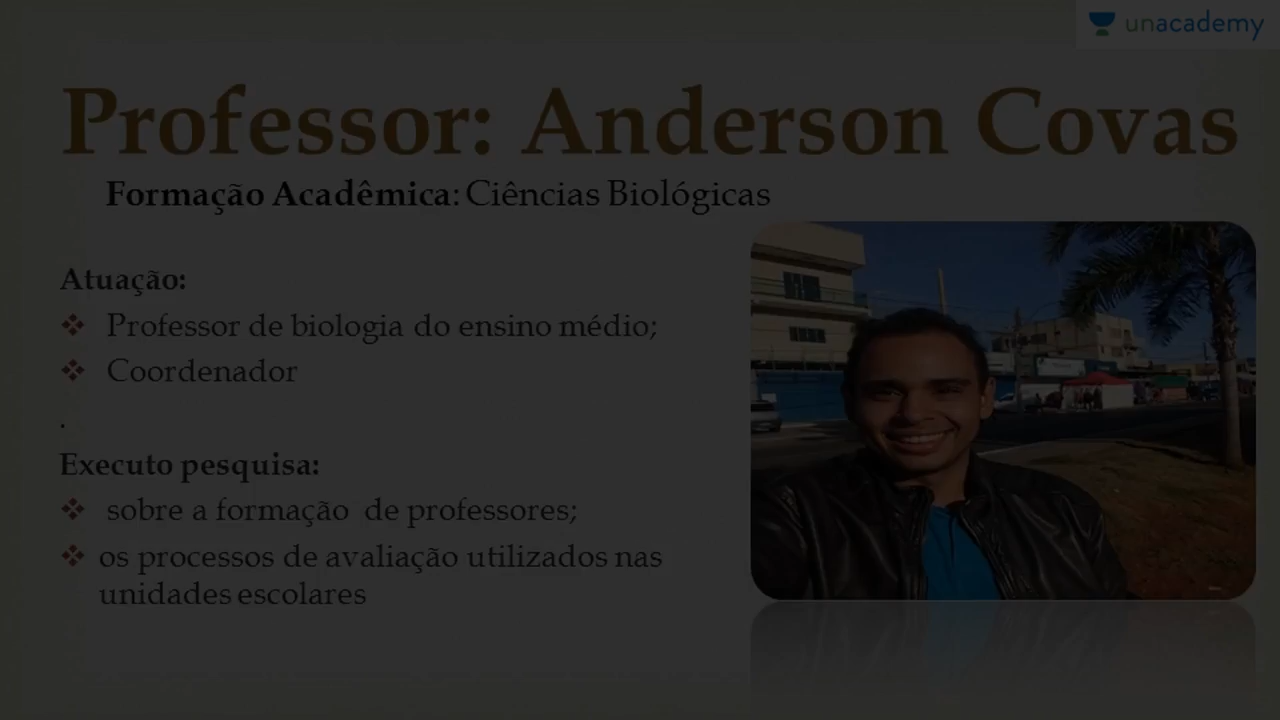 unacademy
Professor: Anderson Covas
Formação Acadêmica: Ciências Biológicas
Atuação:
Professor de biologia do ensino médio;
Coordenador
.
Executo pesquisa:
sobre a formação de professores;
os processos de avaliação utilizados nas
unidades escolares